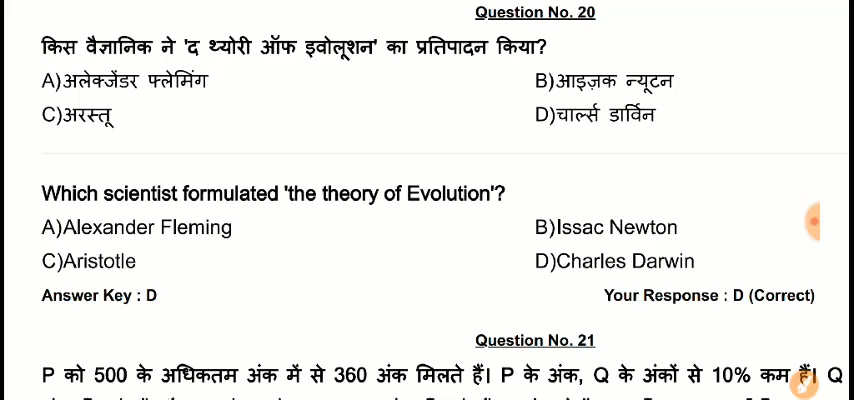 Question No. 20
किस वैज्ञानिक ने 'द थ्योरी ऑफ इवोलूशन' का प्रतिपादन किया?
A)अलेक्जेंडर फ्लेमिंग B)आइज़क न्यूटन
C)अरस्तू D)चार्ल्स डार्विन
Which scientist formulated 'the theory of Evolution'?
A)Alexander Fleming B)Issac Newton
C)Aristotle D)Charles Darwin
Answer Key : D Your Response : D (Correct)
Question No. 21
P को 500 के अधिकतम अंक में से 360 अंक मिलते हैं। P के अंक, Q के अंकों से 10% कम हैं। Q